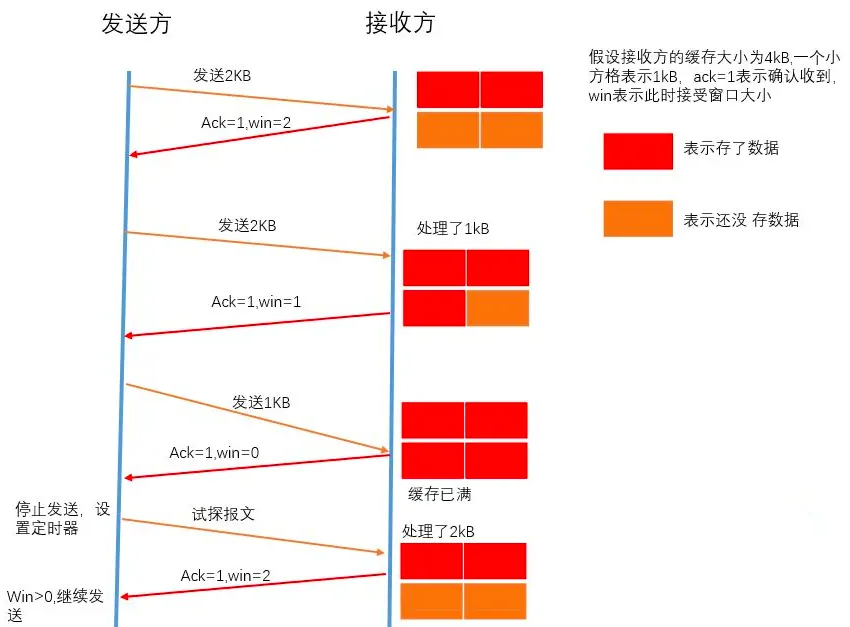 发送方
接收方
假设接收方的缓存大小为4kB,一个小
方格表示1kB，ack=1表示确认收到,
win表示此时接受窗口大小
发送2KB
Ack=1,win=2
表示存了数据
表示还没 存数据
发送2KB
处理了1kB
Ack=1,win=1
发送1KB
Ack=1,win=0
缓存已满
停止发送，设
置定时器
试探报文
处理了2kB
Ack=1,win=2
Win>0,继续发
送